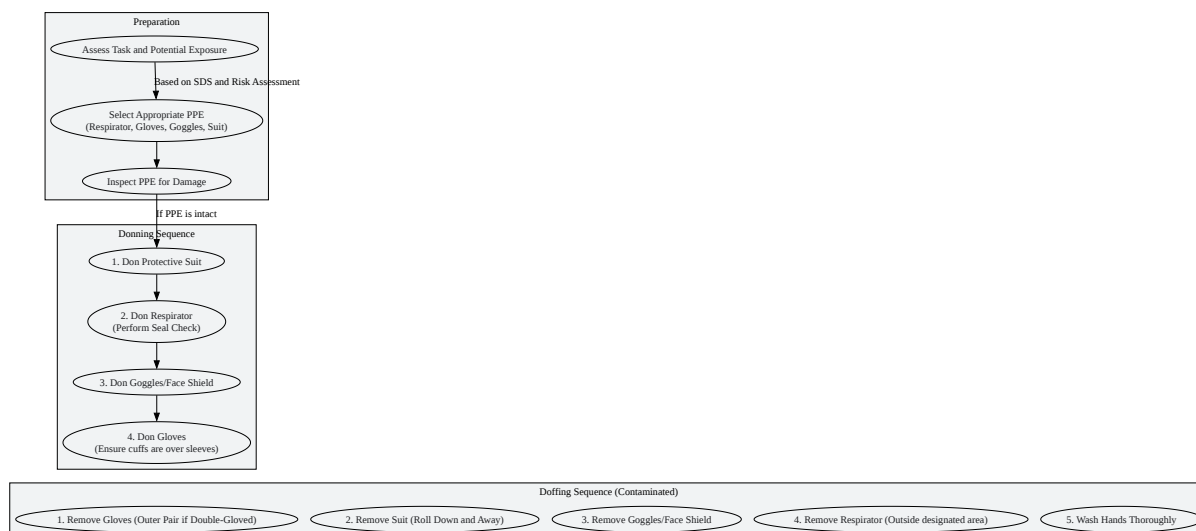 Preparation
Assess Task and Potential Exposure
Based on SDS and Risk Assessment
Select Appropriate PPE
(Respirator, Gloves, Goggles, Suit)
Inspect PPE for Damage
If PPE is intact
Donning Sequence
1. Don Protective Suit
2. Don Respirator
(Perform Seal Check)
3. Don Goggles/Face Shield
4. Don Gloves
(Ensure cuffs are over sleeves)
Doffing Sequence (Contaminated)
1. Remove Gloves (Outer Pair if Double-Gloved)
2. Remove Suit (Roll Down and Away)
3. Remove Goggles/Face Shield
4. Remove Respirator (Outside designated area)
5. Wash Hands Thoroughly